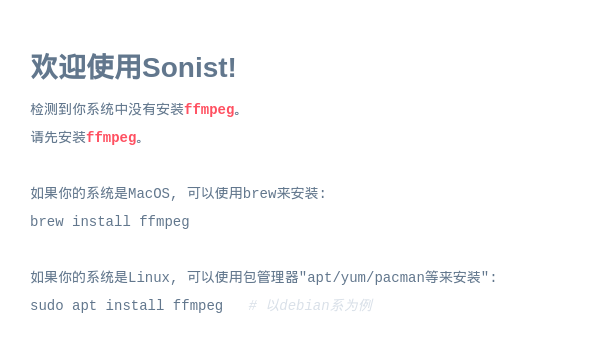 欢迎使用Sonist!
检测到你系统中没有安装ffmpeg。
请先安装ffmpeg。
如果你的系统是MacOS, 可以使用brew来安装:
brew install ffmpeg
如果你的系统是Linux, 可以使用包管理器"apt/yum/pacman等来安装":
sudo apt install ffmpeg   # 以debian系为例